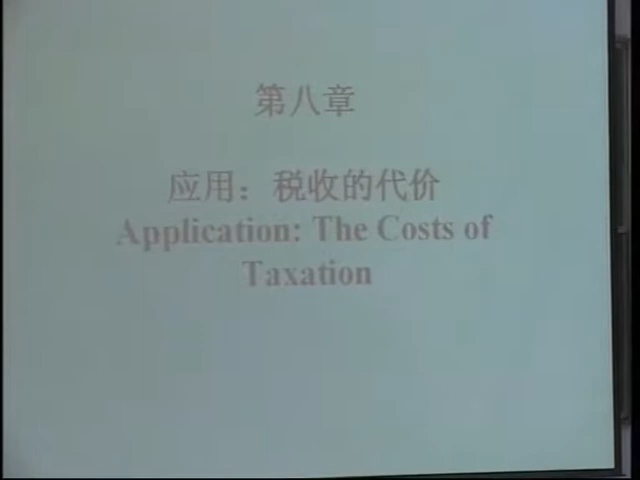 第八章
应用：税收的代价
Application: The Costs of
Taxation